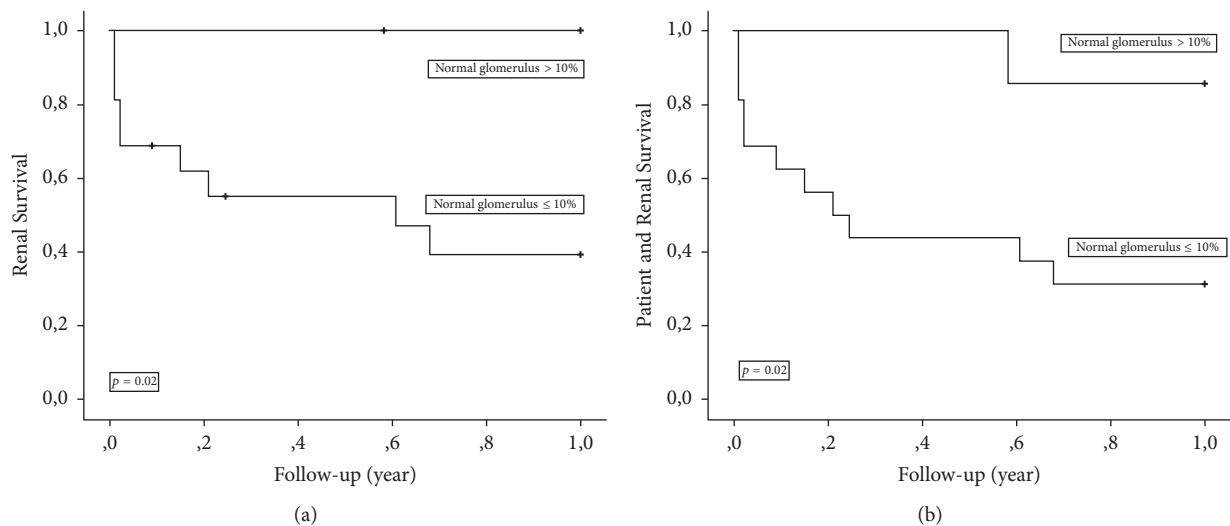 1,0
0,8
0,6
0,4
0,2
0,0
Renal Survival
Normal glomerulus > 10%
Normal glomerulus ≤ 10%
p = 0.02
,0 ,2 ,4 ,6 ,8 1,0
Follow-up (year)
(a)
1,0
0,8
0,6
0,4
0,2
0,0
Patient and Renal Survival
Normal glomerulus > 10%
Normal glomerulus ≤ 10%
p = 0.02
,0 ,2 ,4 ,6 ,8 1,0
Follow-up (year)
(b)